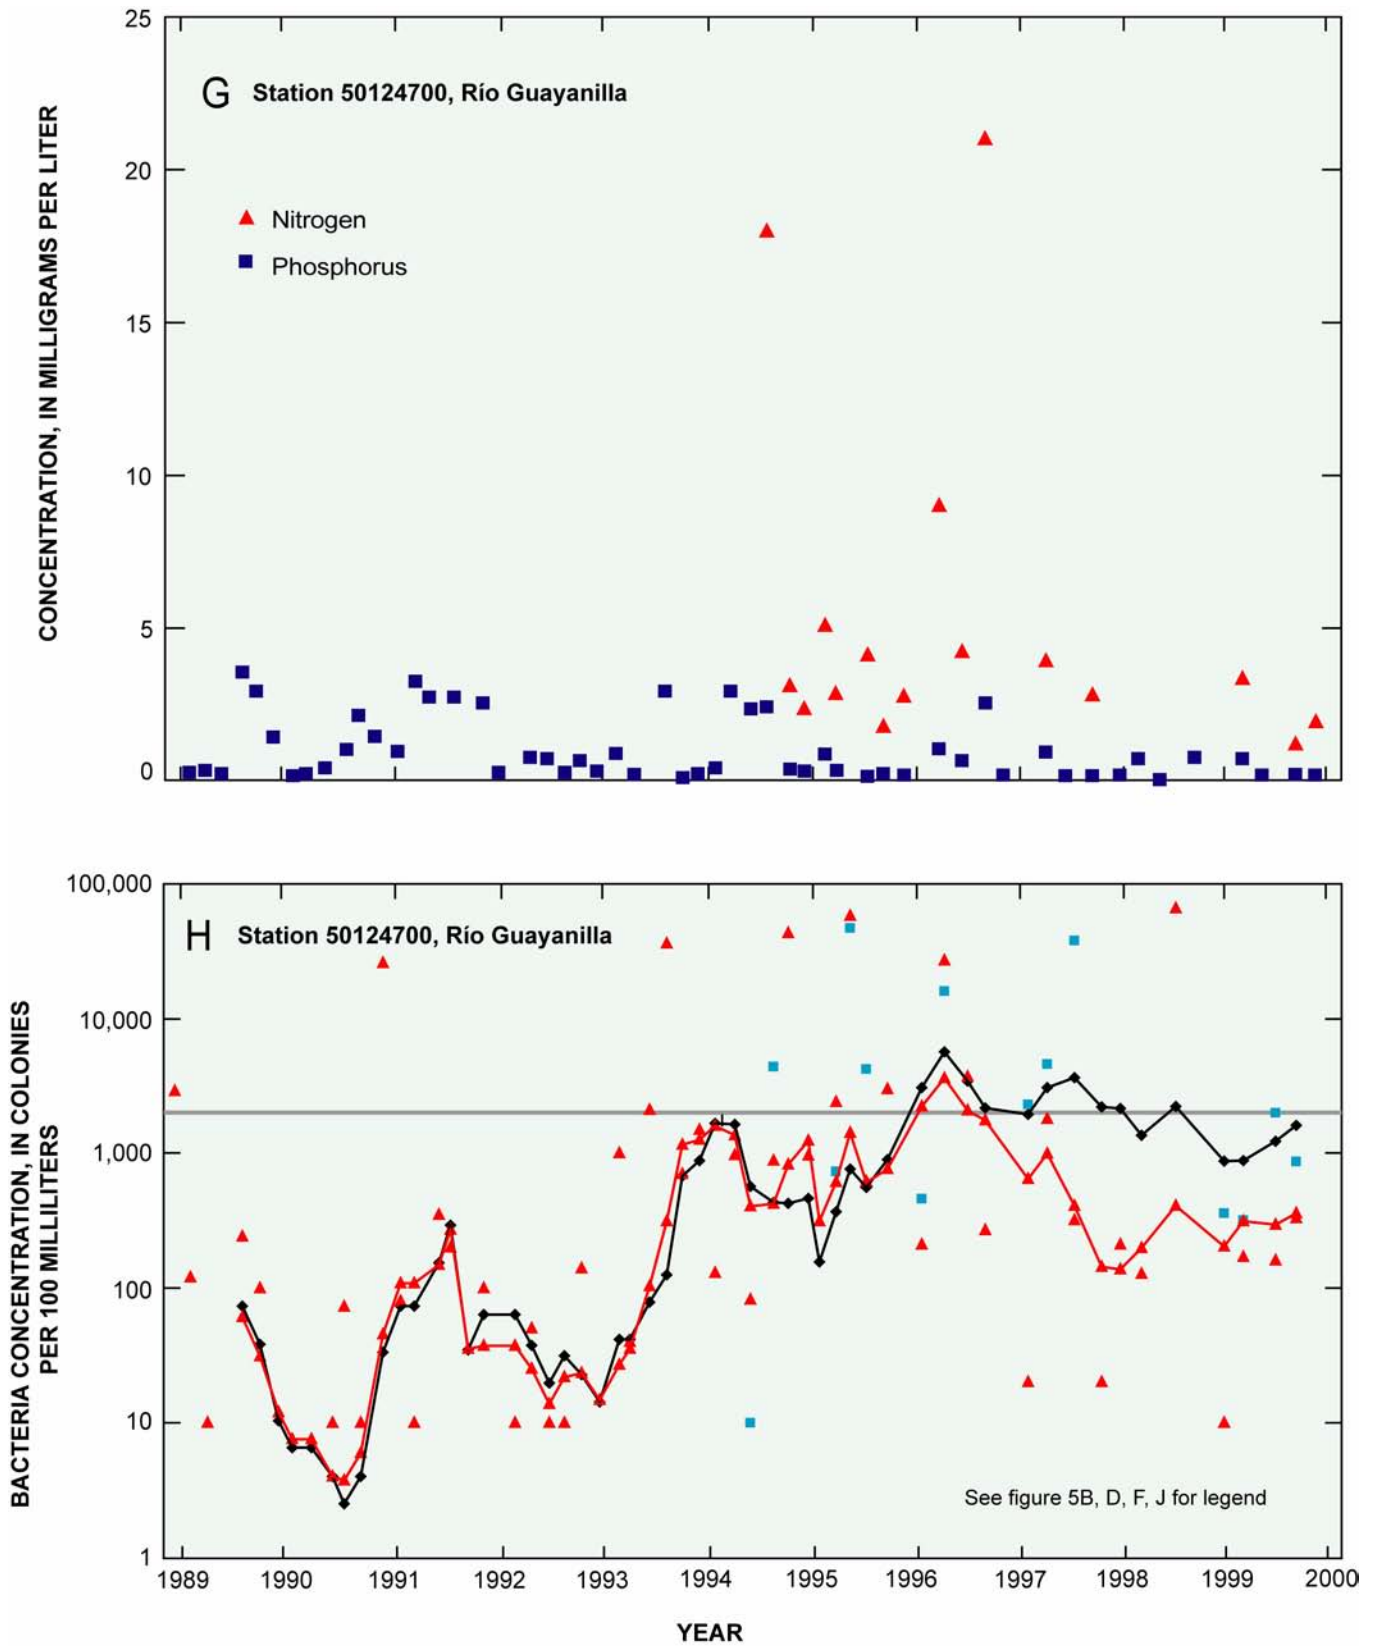 25
G Station 50124700, Río Guayanilla
20
Nitrogen
Phosphorus
15
10
5
0
CONCENTRATION, IN MILLIGRAMS PER LITER
100,000
H Station 50124700, Río Guayanilla
10,000
1,000
100
10
1
BACTERIA CONCENTRATION, IN COLONIES
PER 100 MILLILITERS
See figure 5B, D, F, J for legend
1989 1990 1991 1992 1993 1994 1995 1996 1997 1998 1999 2000
YEAR